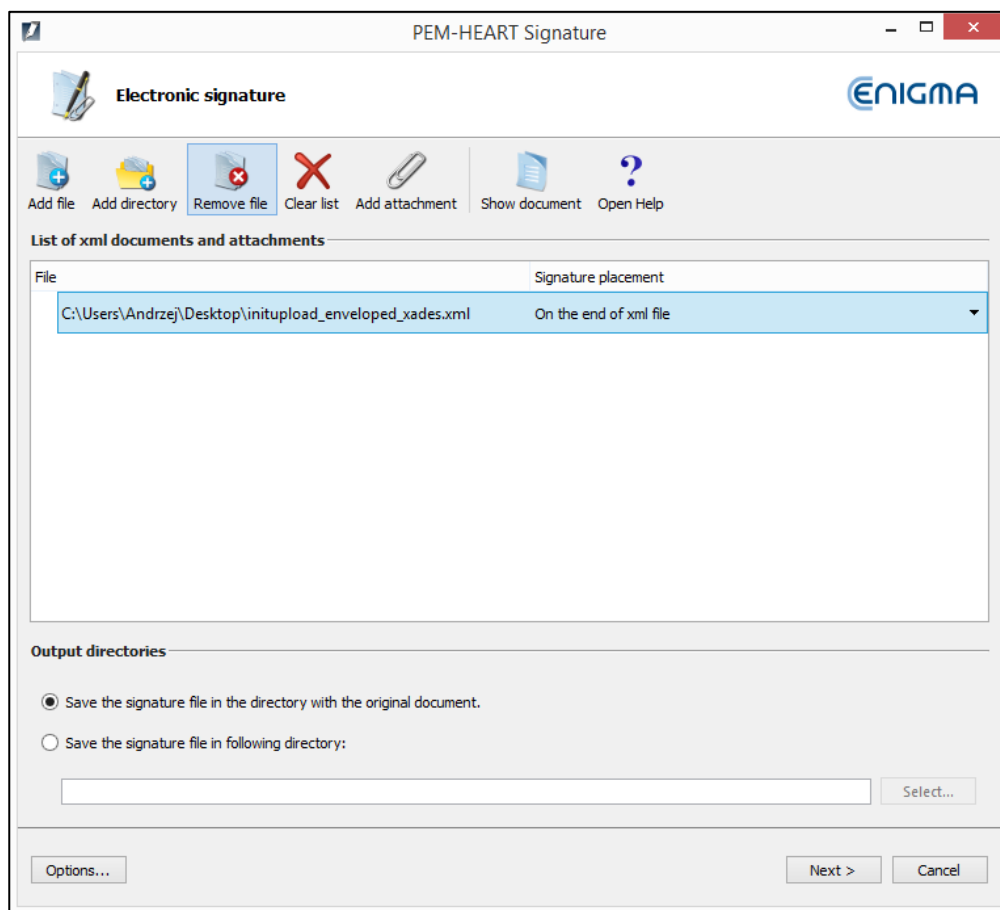 PEM-HEART Signature
Electronic signature
ENIGMA
Add file Add directory Remove file Clear list Add attachment Show document Open Help
List of xml documents and attachments
File Signature placement
C:\Users\Andrzej\Desktop\initupload_enveloped_xades.xml On the end of xml file
Output directories
Save the signature file in the directory with the original document.
Save the signature file in following directory:
Select...
Options... Next > Cancel